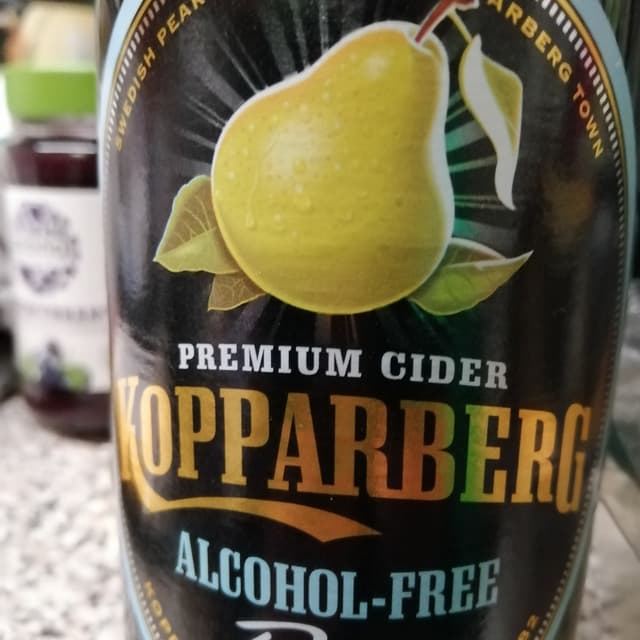 SWEDISH PEAR
ARBERG TOWN
PREMIUM CIDER
KOPPARBERG
ALCOHOL-FREE